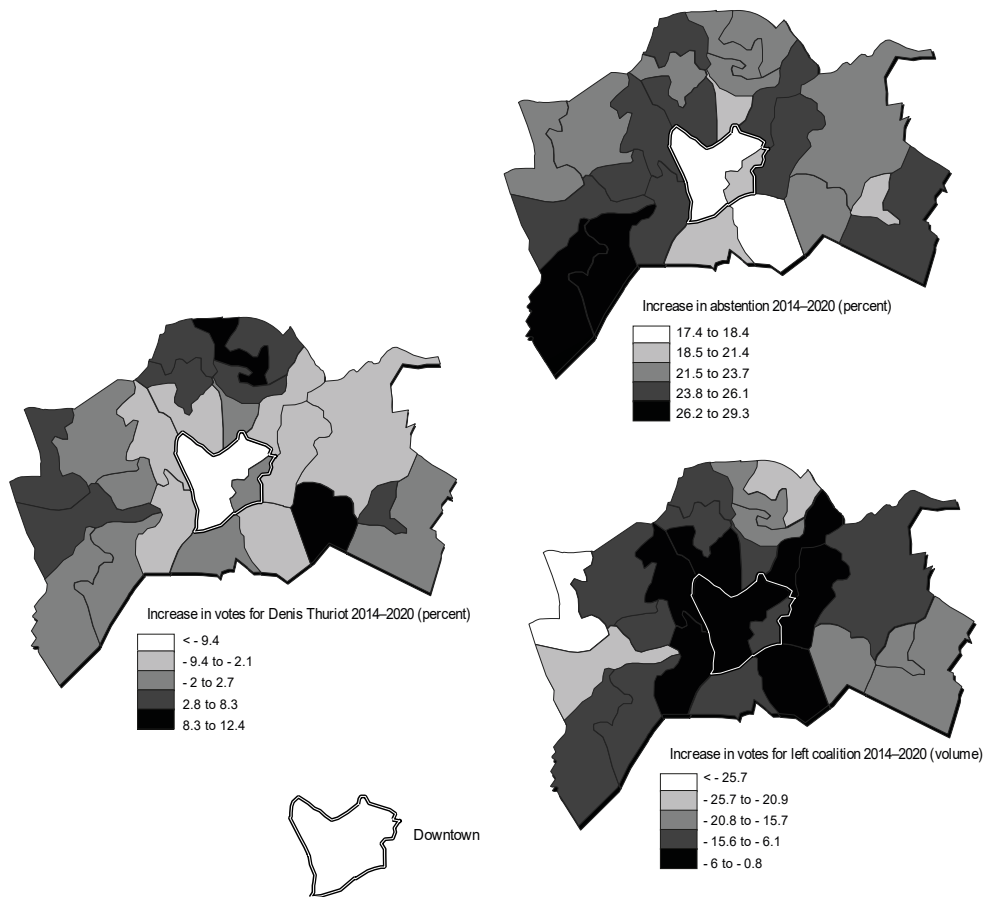 Increase in abstention 2014–2020 (percent)
17.4 to 18.4
18.5 to 21.4
21.5 to 23.7
23.8 to 26.1
26.2 to 29.3
Increase in votes for Denis Thuriot 2014–2020 (percent)
< - 9.4
- 9.4 to - 2.1
- 2 to 2.7
2.8 to 8.3
8.3 to 12.4
Increase in votes for left coalition 2014–2020 (volume)
< - 25.7
- 25.7 to - 20.9
- 20.8 to - 15.7
- 15.6 to - 6.1
- 6 to - 0.8
Downtown